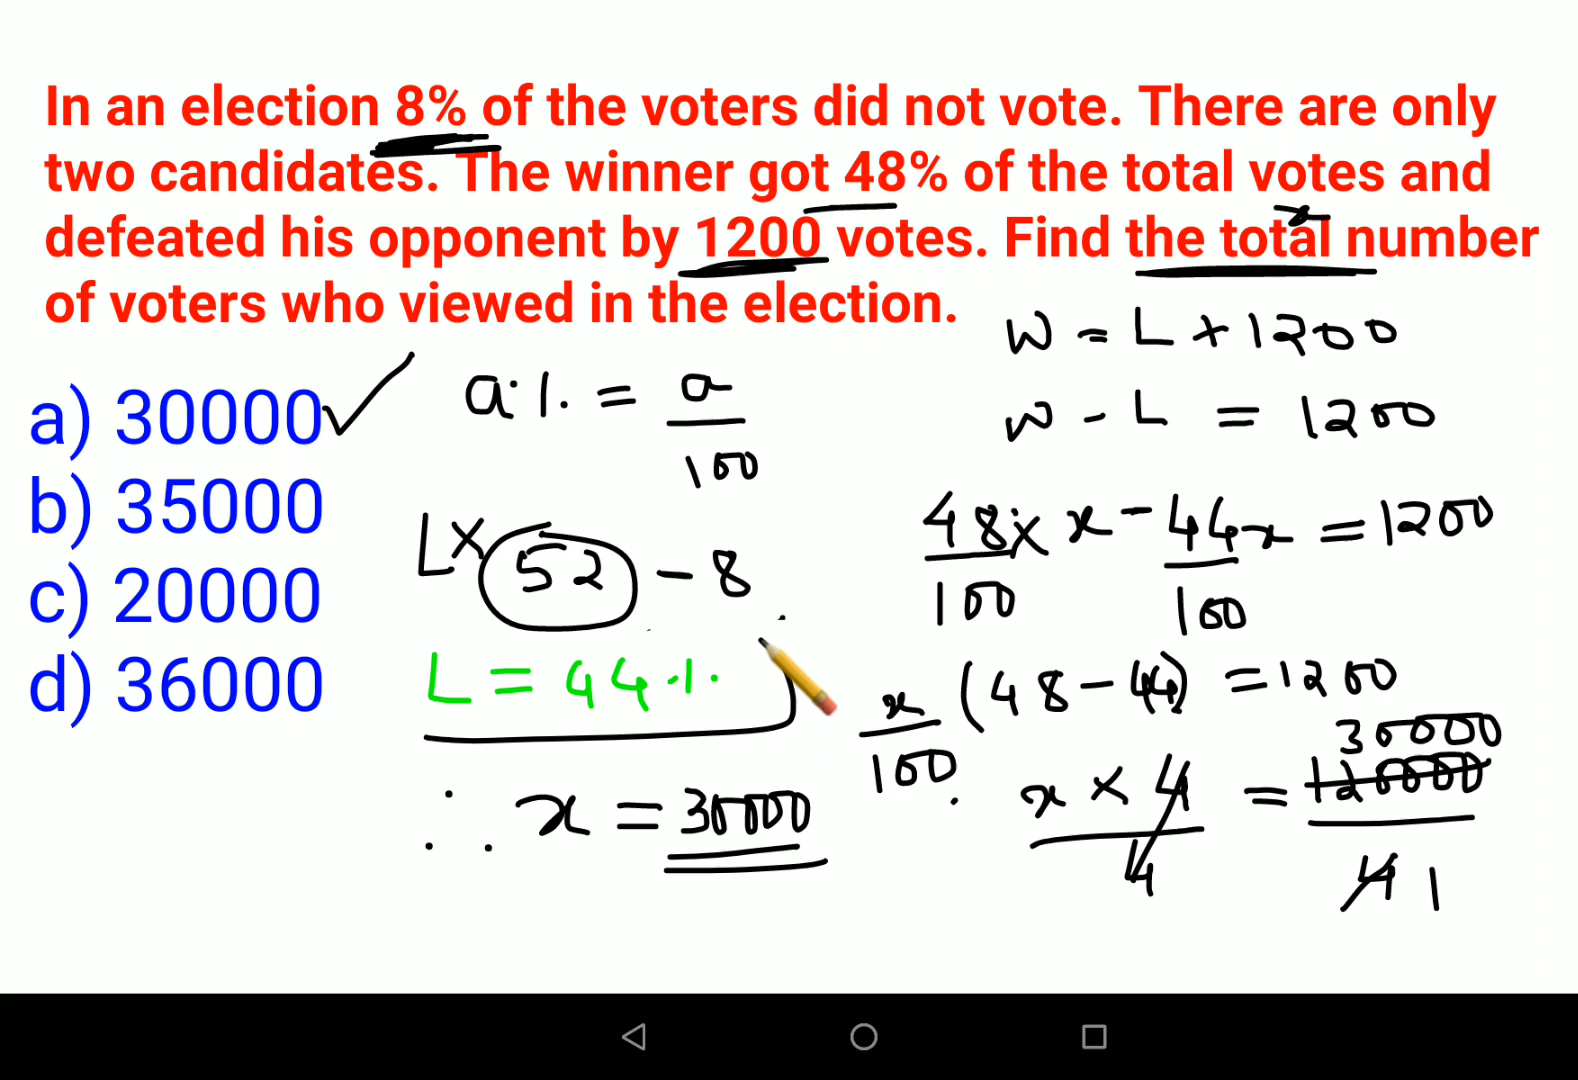 In an election 8% of the voters did not vote. There are only
two candidates. The winner got 48% of the total votes and
defeated his opponent by 1200 votes. Find the total number
of voters who viewed in the election.
x
a) 30000
b) 35000
c) 20000
d) 36000
a% = a/100
L × 52 - 8
L = 44%
∴ x = 30000
W = L + 1200
W - L = 1200
48/100 × x - 44x/100 = 1200
x/100 (48 - 44) = 1200
30000
x × 4/4 = 120000/4 1